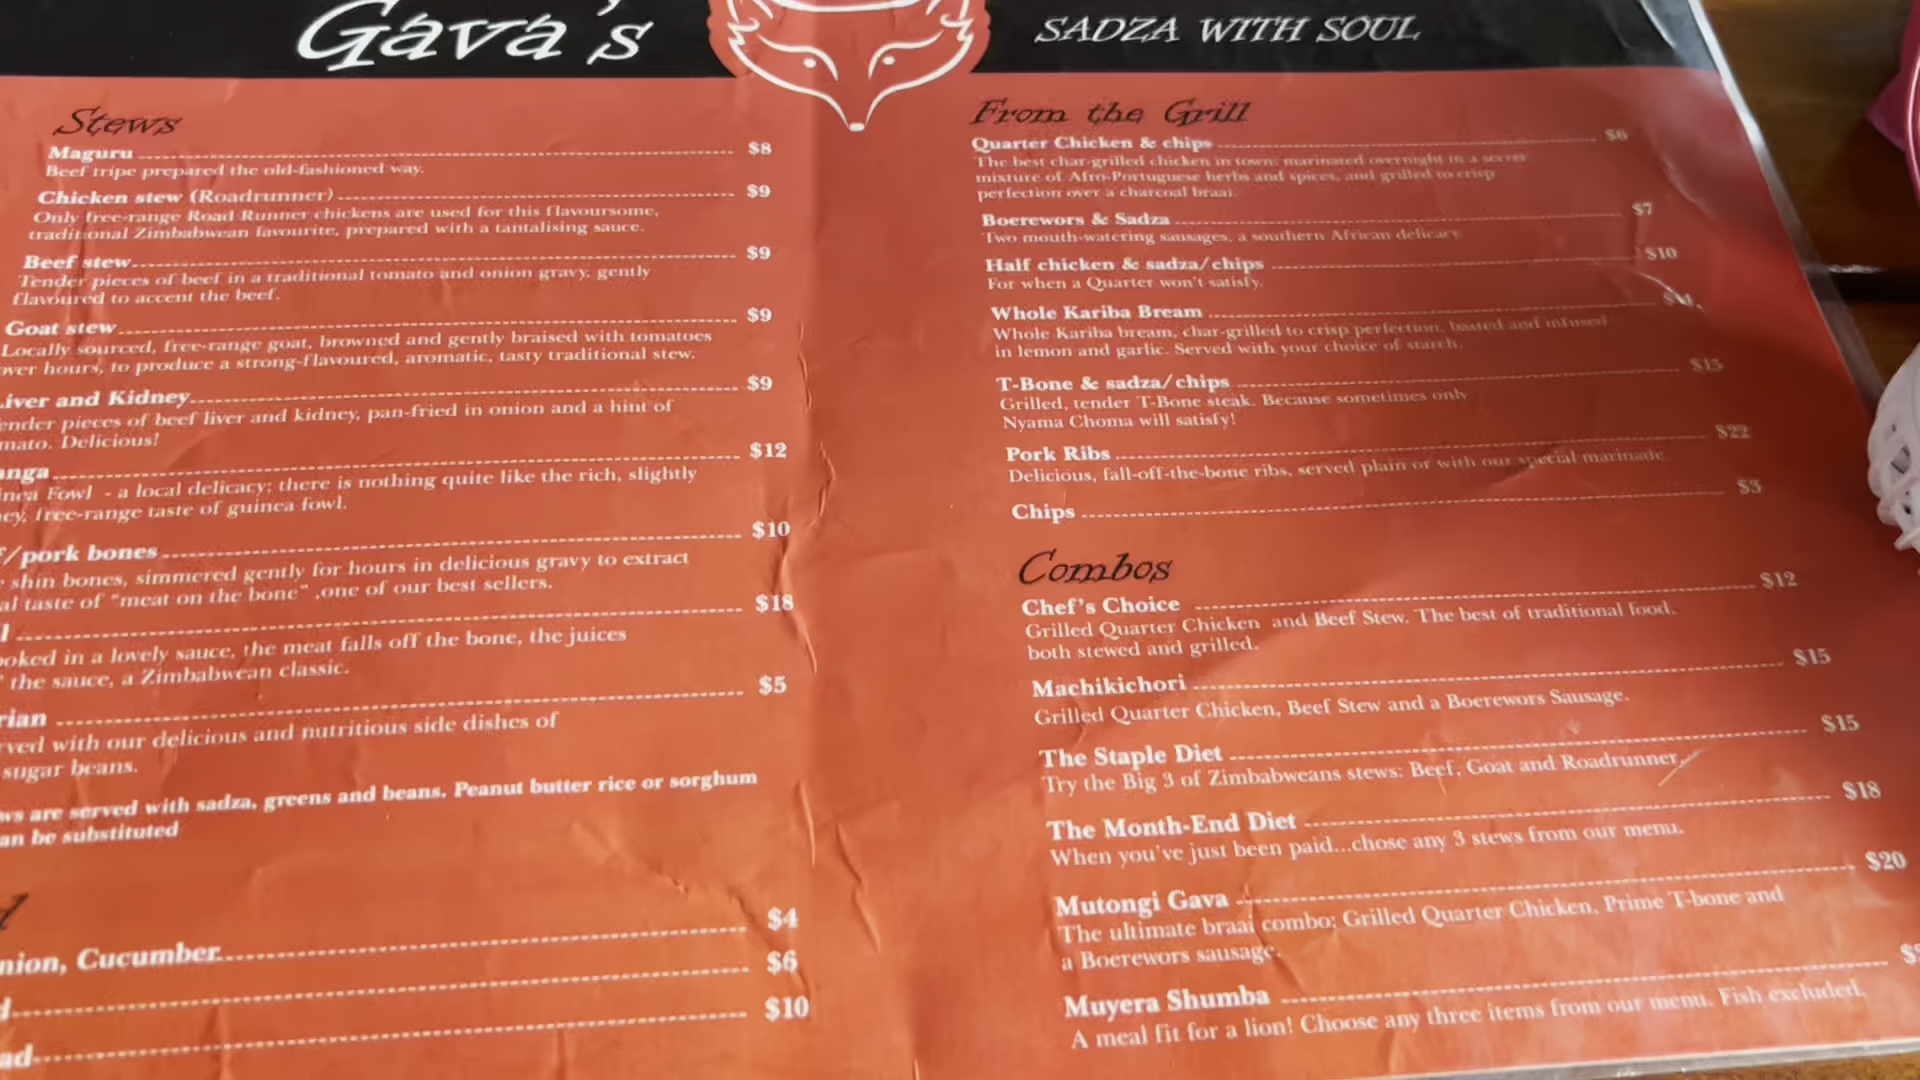 Gava's
SADZA WITH SOUL
Stews
Maguru $8
Beef tripe prepared the old-fashioned way.
Chicken stew (Roadrunner) $9
Only free-range Road Runner chickens are used for this flavoursome,
traditional Zimbabwean favourite, prepared with a tantalising sauce.
Beef stew $9
Tender pieces of beef in a traditional tomato and onion gravy, gently
flavoured to accent the beef.
Goat stew $9
Locally sourced, free-range goat, browned and gently braised with tomatoes
over hours, to produce a strong-flavoured, aromatic, tasty traditional stew.
iver and Kidney $9
ender pieces of beef liver and kidney, pan-fried in onion and a hint of
mato. Delicious!
anga $12
inea Fowl - a local delicacy; there is nothing quite like the rich, slightly
ey, free-range taste of guinea fowl.
/pork bones $10
shin bones, simmered gently for hours in delicious gravy to extract
al taste of "meat on the bone" ,one of our best sellers.
l $18
ooked in a lovely sauce, the meat falls off the bone, the juices
the sauce, a Zimbabwean classic.
rian $5
rved with our delicious and nutritious side dishes of
sugar beans.
ws are served with sadza, greens and beans. Peanut butter rice or sorghum
an be substituted
d
nion, Cucumber $4
d $6
ad $10
From the Grill
Quarter Chicken & chips $6
The best char-grilled chicken in town; marinated overnight in a secret
mixture of Afro-Portuguese herbs and spices, and grilled to crisp
perfection over a charcoal braai.
Boerewors & Sadza $7
Two mouth-watering sausages, a southern African delicacy.
Half chicken & sadza/chips $10
For when a Quarter won't satisfy.
Whole Kariba Bream
Whole Kariba bream, char-grilled to crisp perfection, basted and infused
in lemon and garlic. Served with your choice of starch.
T-Bone & sadza/chips $15
Grilled, tender T-Bone steak. Because sometimes only
Nyama Choma will satisfy!
Pork Ribs $22
Delicious, fall-off-the-bone ribs, served plain or with our special marinade.
Chips $3
Combos
Chef's Choice $12
Grilled Quarter Chicken and Beef Stew. The best of traditional food,
both stewed and grilled.
Machikichori $15
Grilled Quarter Chicken, Beef Stew and a Boerewors Sausage.
The Staple Diet $15
Try the Big 3 of Zimbabweans stews: Beef, Goat and Roadrunner.
The Month-End Diet $18
When you've just been paid...chose any 3 stews from our menu.
Mutongi Gava $20
The ultimate braai combo; Grilled Quarter Chicken, Prime T-bone and
a Boerewors sausage.
Muyera Shumba
A meal fit for a lion! Choose any three items from our menu. Fish excluded.